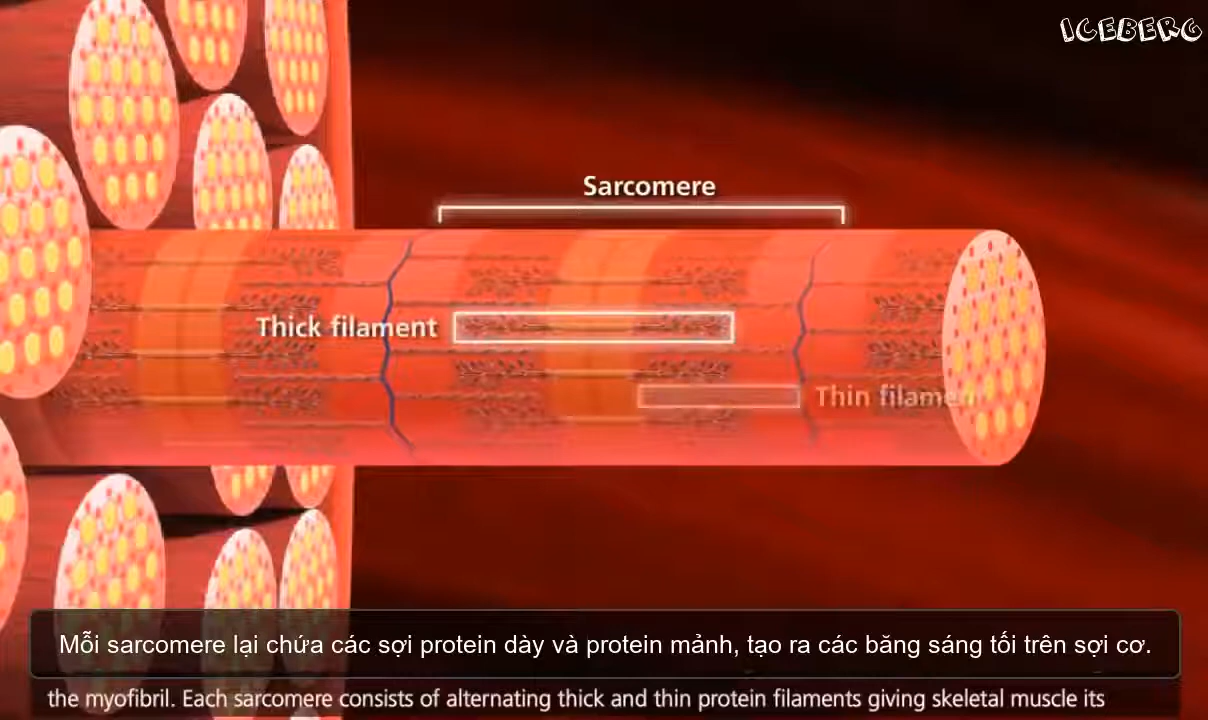 ICEBERG
Sarcomere
Thick filament
Thin filamen
Mỗi sarcomere lại chứa các sợi protein dày và protein mảnh, tạo ra các băng sáng tối trên sợi cơ.
the myofibril. Each sarcomere consists of alternating thick and thin protein filaments giving skeletal muscle its